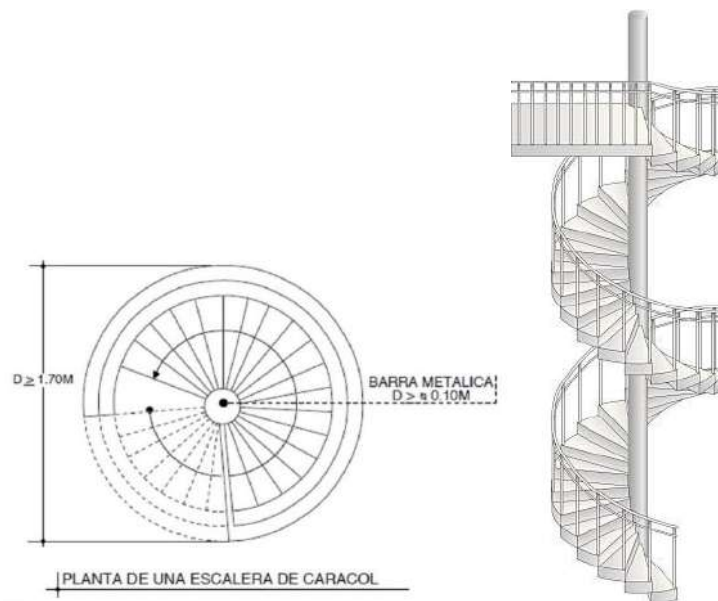 D ≥ 1.70M
BARRA METALICA
D > ≈ 0.10M
PLANTA DE UNA ESCALERA DE CARACOL